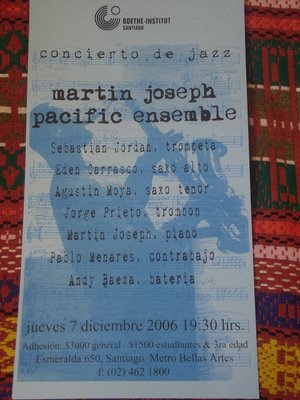 GOETHE-INSTITUT
SANTIAGO
concierto de jazz
martin joseph
pacific ensemble
Sebastián Jordan, trompeta
Eden Carrasco, saxo alto
Agustin Moya, saxo tenor
Jorge Prieto, trombon
Martin Joseph, piano
Pablo Menares, contrabajo
Andy Baeza, bateria
jueves 7 diciembre 2006 19:30 hrs.
Adhesión: $3000 general - $1500 estudiantes & 3ra edad
Esmeralda 650, Santiago. Metro Bellas Artes
f: (02) 462 1800